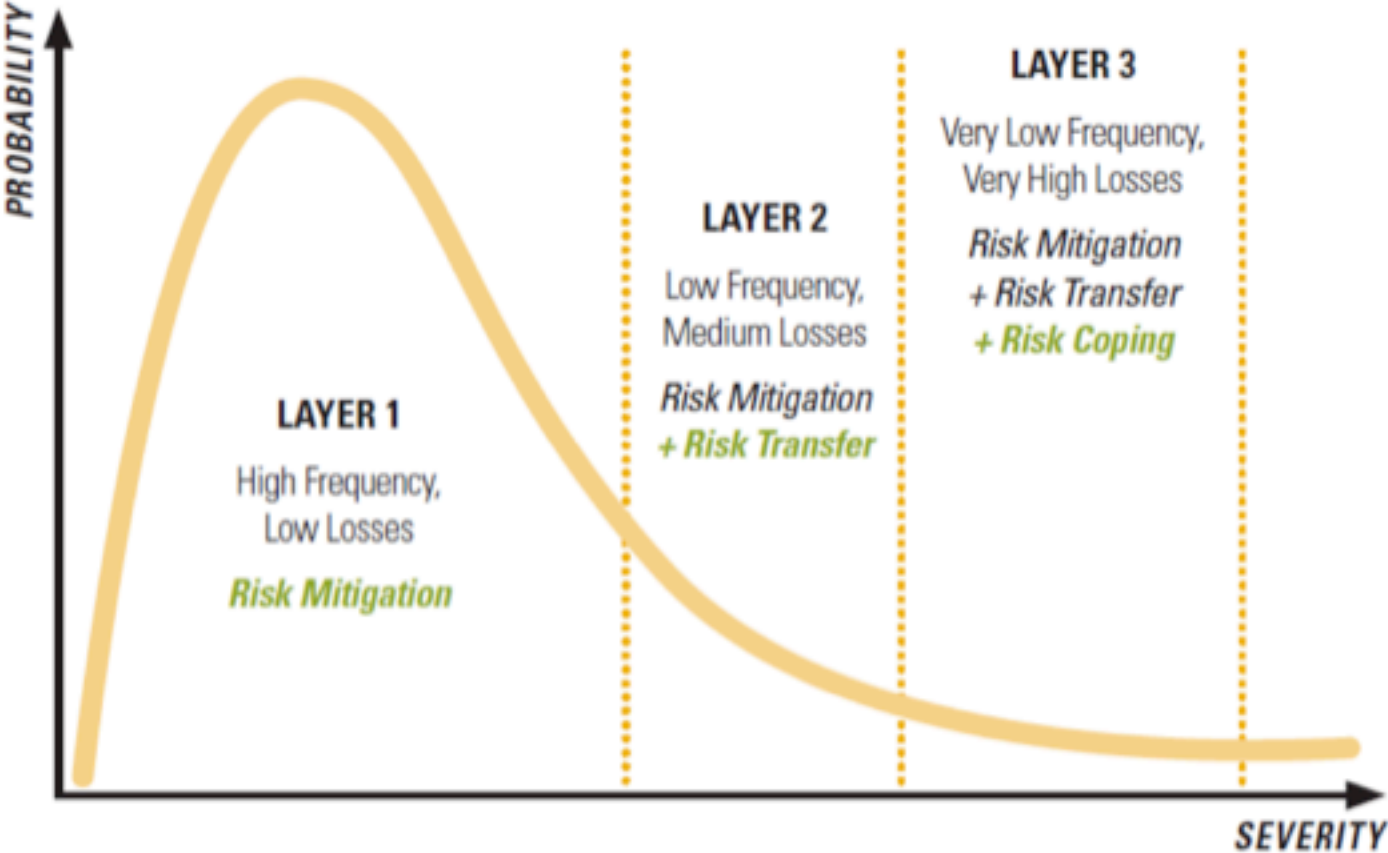 PROBABILITY
LAYER 1
High Frequency,
Low Losses
Risk Mitigation
LAYER 2
Low Frequency,
Medium Losses
Risk Mitigation
+ Risk Transfer
LAYER 3
Very Low Frequency,
Very High Losses
Risk Mitigation
+ Risk Transfer
+ Risk Coping
SEVERITY